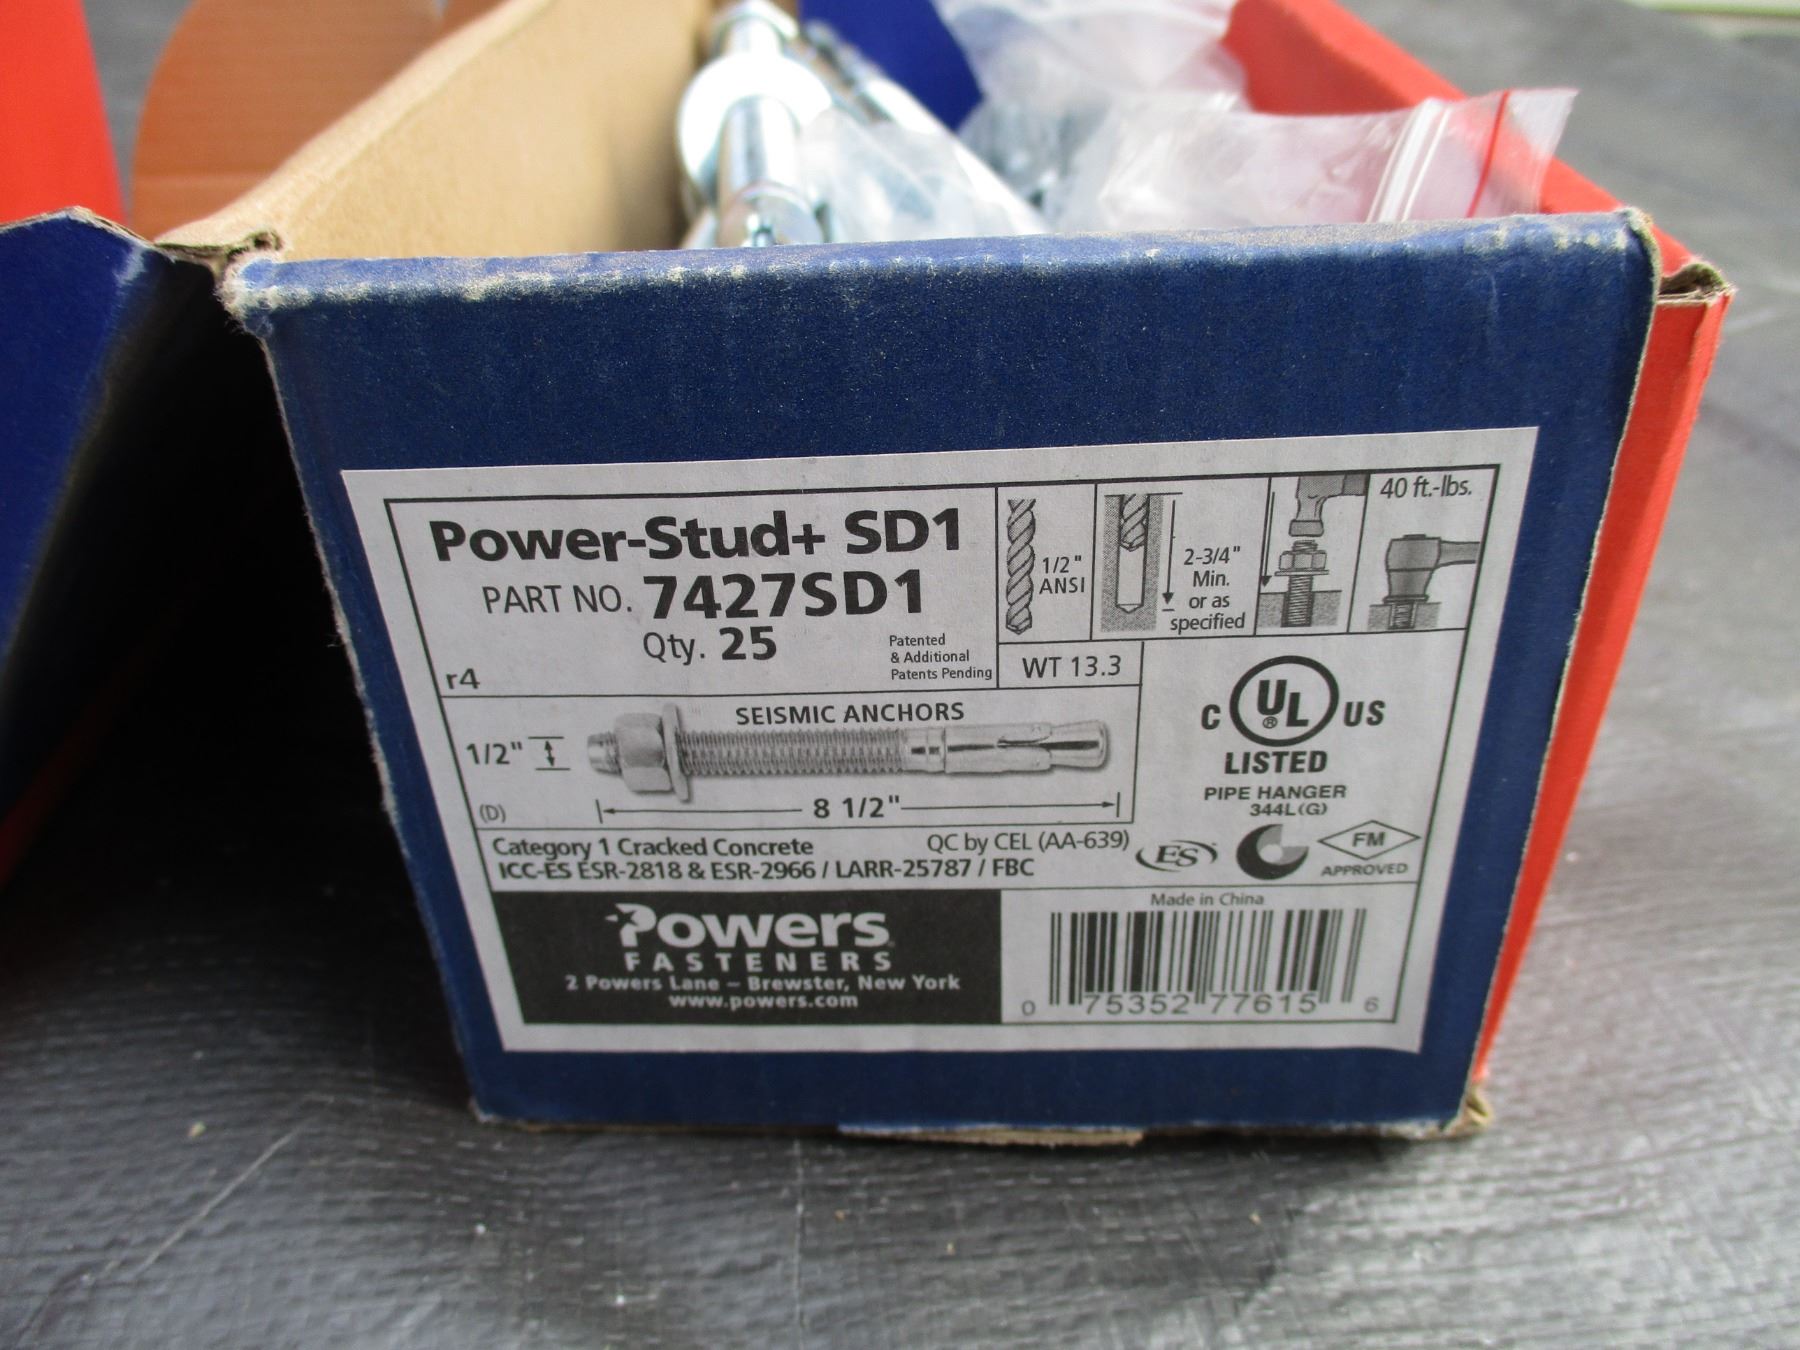 Power-Stud+ SD1
PART NO. 7427SD1
Qty. 25
Patented
& Additional
Patents Pending
r4
1/2"
ANSI
2-3/4"
Min.
or as
specified
40 ft.-lbs.
WT 13.3
SEISMIC ANCHORS
1/2"
(D)
8 1/2"
C UL® US
LISTED
PIPE HANGER
344L(G)
Category 1 Cracked Concrete
QC by CEL (AA-639)
ICC-ES ESR-2818 & ESR-2966 / LARR-25787 / FBC
ES
FM
APPROVED
Powers
FASTENERS
2 Powers Lane – Brewster, New York
www.powers.com
Made in China
0 75352 77615 6